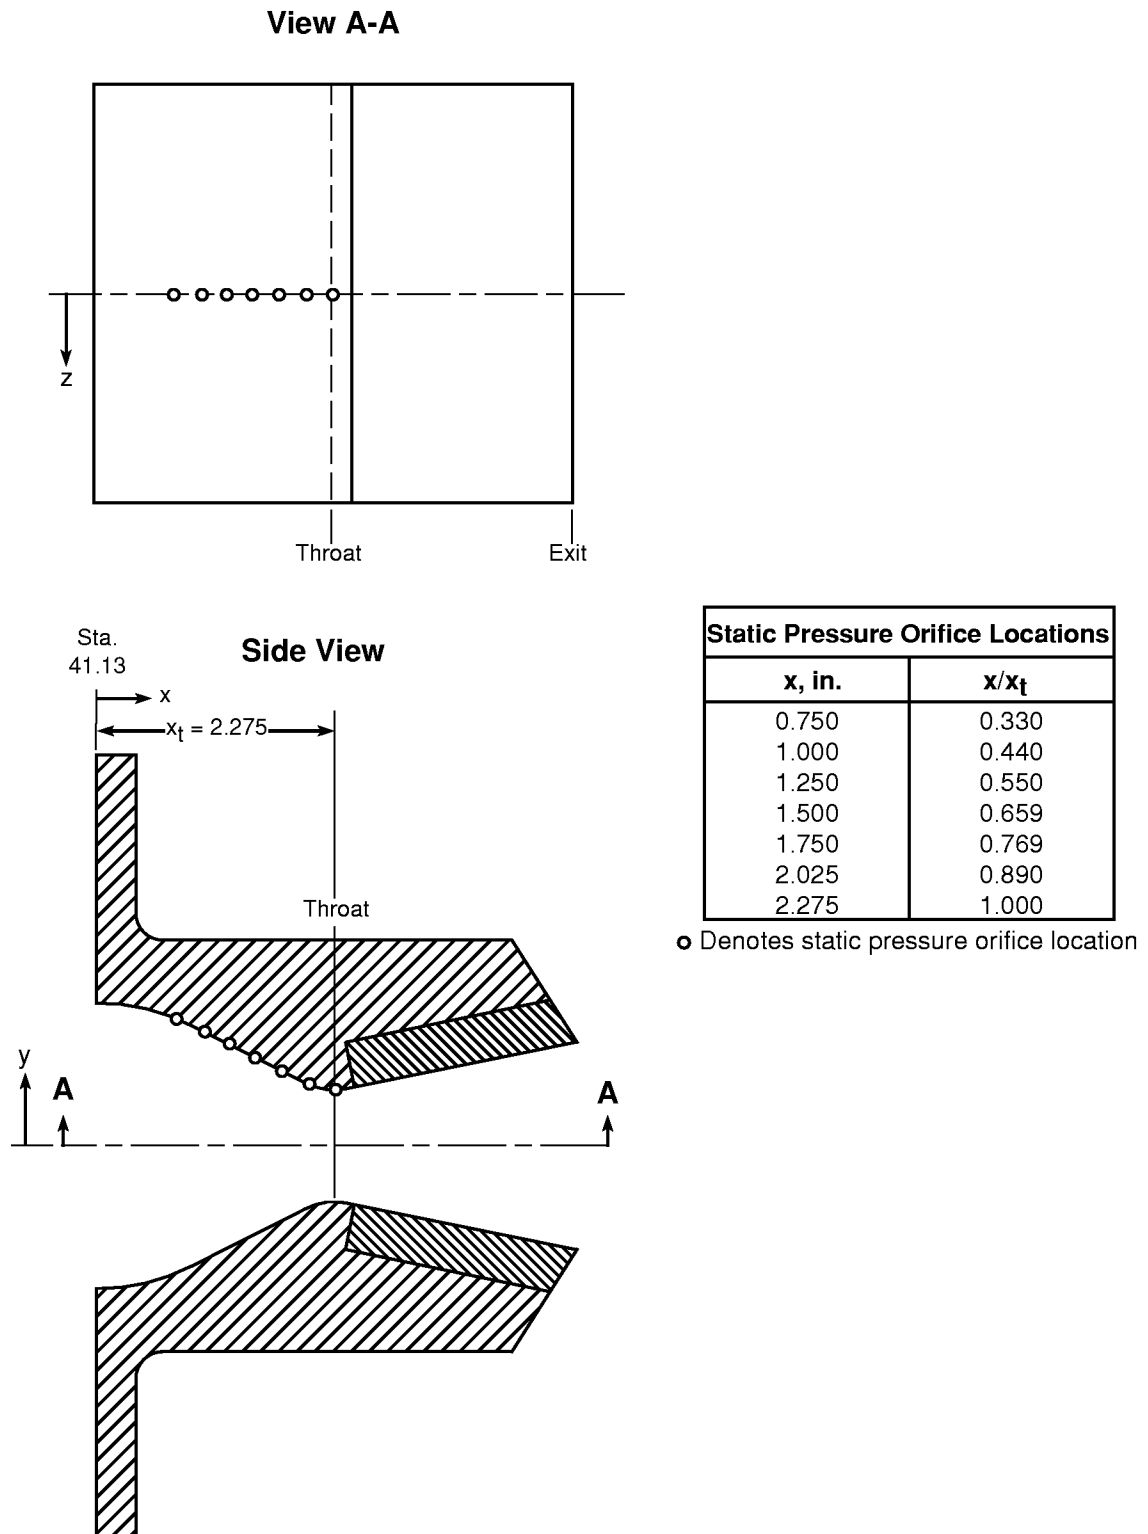 View A-A
z
Throat
Exit
Sta.
41.13
Side View
x
xt = 2.275
Throat
y
A
A
Static Pressure Orifice Locations
x, in. x/xt
0.750 0.330
1.000 0.440
1.250 0.550
1.500 0.659
1.750 0.769
2.025 0.890
2.275 1.000
Denotes static pressure orifice location